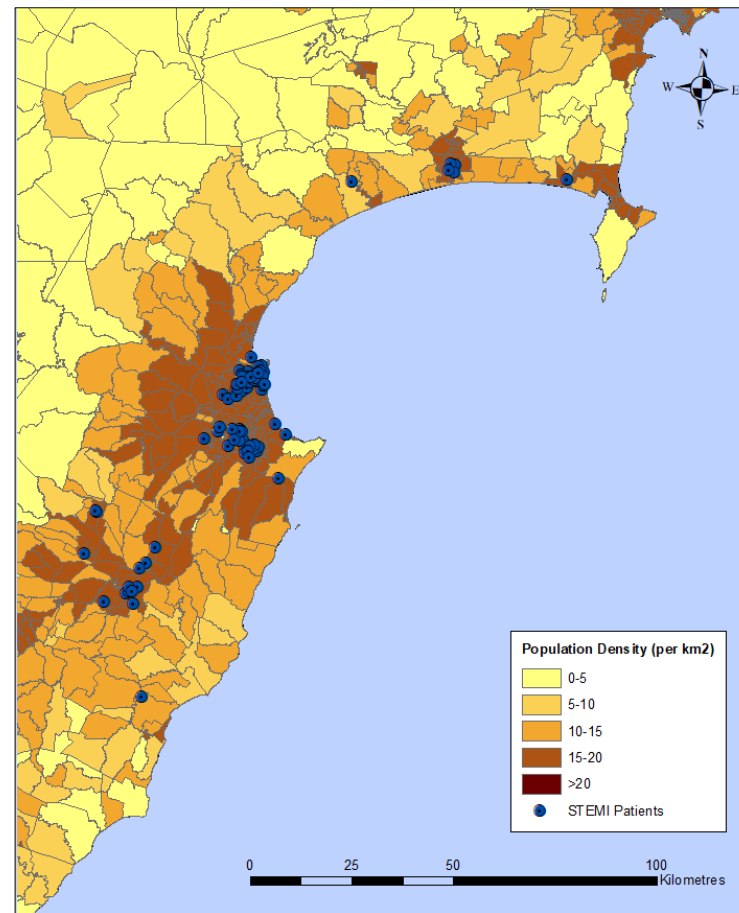 N
W E
S
Population Density (per km2)
0-5
5-10
10-15
15-20
>20
STEMI Patients
0 25 50 100
Kilometres